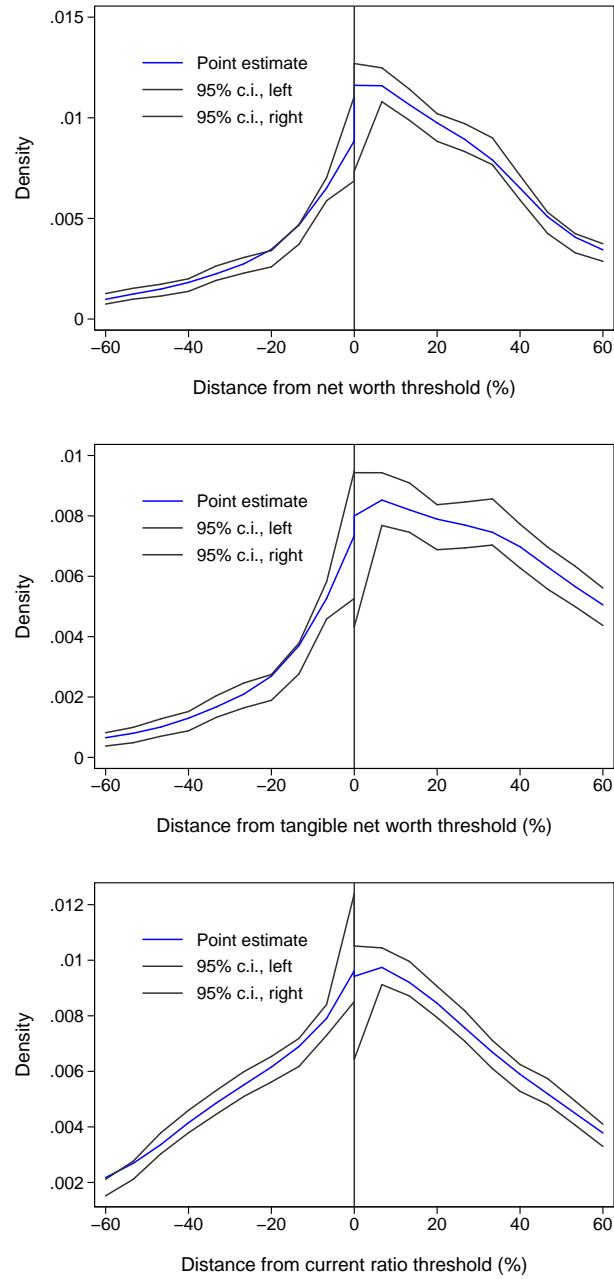 .015
Point estimate
95% c.i., left
95% c.i., right
.01
Density
.005
0
−60 −40 −20 0 20 40 60
Distance from net worth threshold (%)
.01
Point estimate
95% c.i., left
95% c.i., right
.008
.006
Density
.004
.002
0
−60 −40 −20 0 20 40 60
Distance from tangible net worth threshold (%)
.012
Point estimate
95% c.i., left
95% c.i., right
.01
.008
Density
.006
.004
.002
−60 −40 −20 0 20 40 60
Distance from current ratio threshold (%)